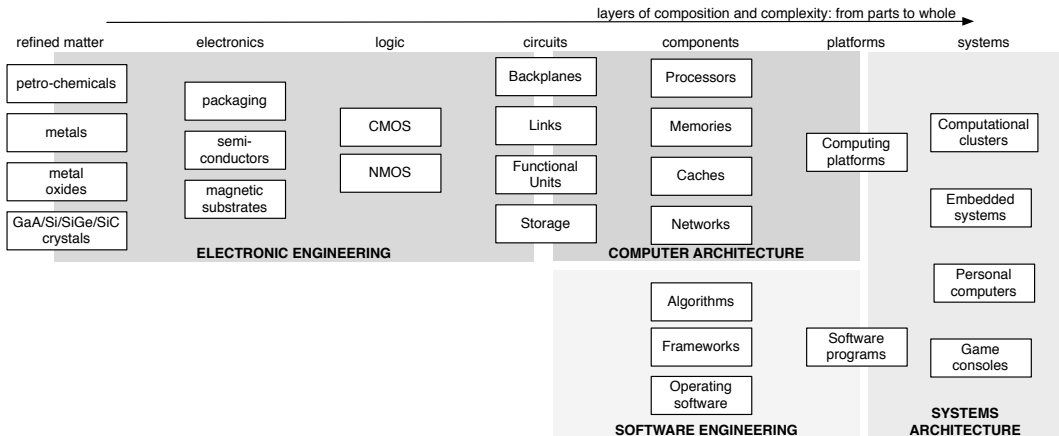 layers of composition and complexity: from parts to whole
refined matter
electronics
logic
circuits
components
platforms
systems
petro-chemicals
metals
metal
oxides
GaA/Si/SiGe/SiC
crystals
packaging
semi-
conductors
magnetic
substrates
CMOS
NMOS
Backplanes
Links
Functional
Units
Storage
Processors
Memories
Caches
Networks
Computing
platforms
Computational
clusters
Embedded
systems
Personal
computers
Game
consoles
ELECTRONIC ENGINEERING
COMPUTER ARCHITECTURE
Algorithms
Frameworks
Operating
software
Software
programs
SOFTWARE ENGINEERING
SYSTEMS
ARCHITECTURE